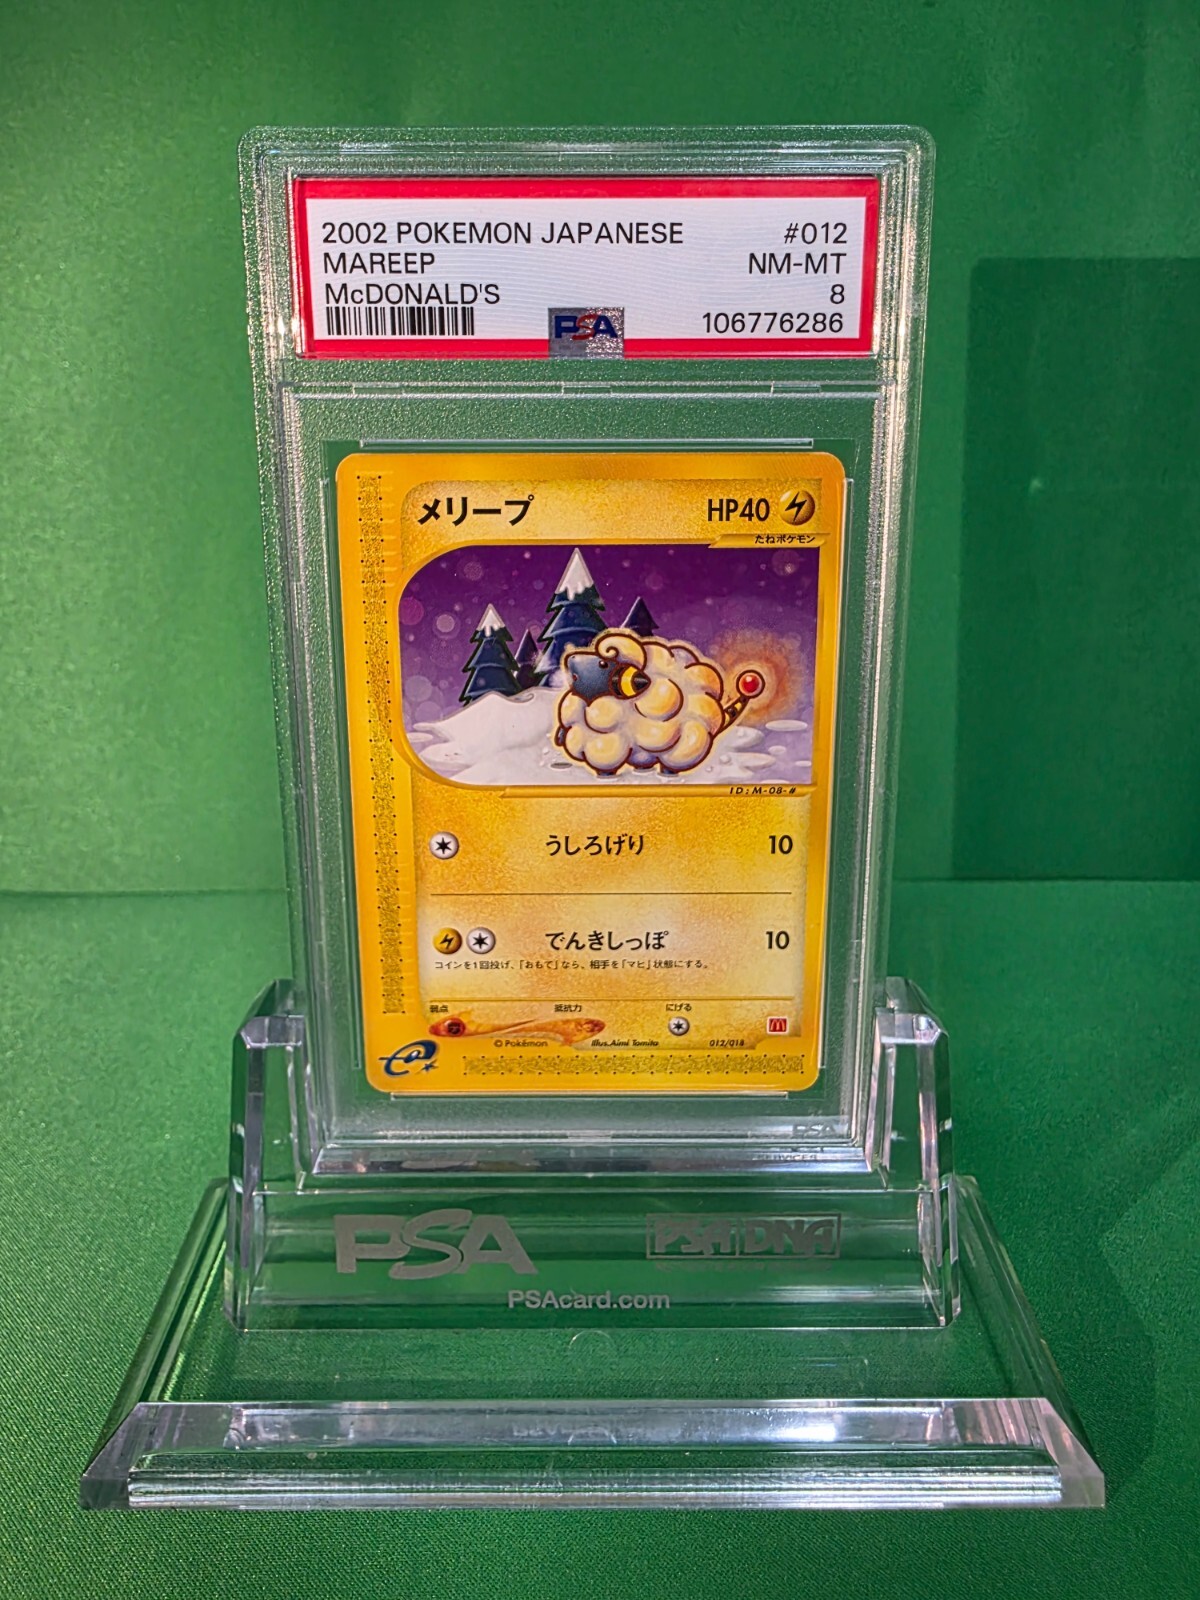 2002 POKEMON JAPANESE #012
MAREEP NM-MT
McDONALD'S 8
PSA 106776286
メリープ HP40
たねポケモン
ID:M-08-#
うしろげり 10
でんきしっぽ 10
コインを1回投げ、「おもて」なら、相手を「マヒ」状態にする。
弱点 抵抗力 にげる
© Pokémon Illus.Aimi Tomita 012/018
e
PSA
SERVICES
PSA PSA DNA
PSAcard.com